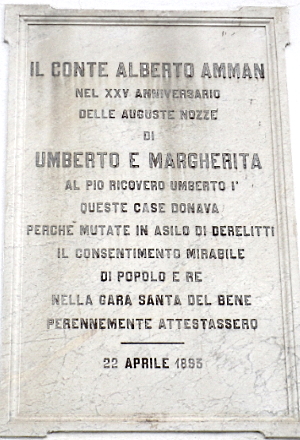 IL CONTE ALBERTO AMMAN
NEL XXV ANNIVERSARIO
DELLE AUGUSTE NOZZE
DI
UMBERTO E MARGHERITA
AL PIO RICOVERO UMBERTO I°
QUESTE CASE DONAVA
PERCHÉ MUTATE IN ASILO DI DERELITTI
IL CONSENTIMENTO MIRABILE
DI POPOLO E RE
NELLA GARA SANTA DEL BENE
PERENNEMENTE ATTESTASSERO
22 APRILE 1893